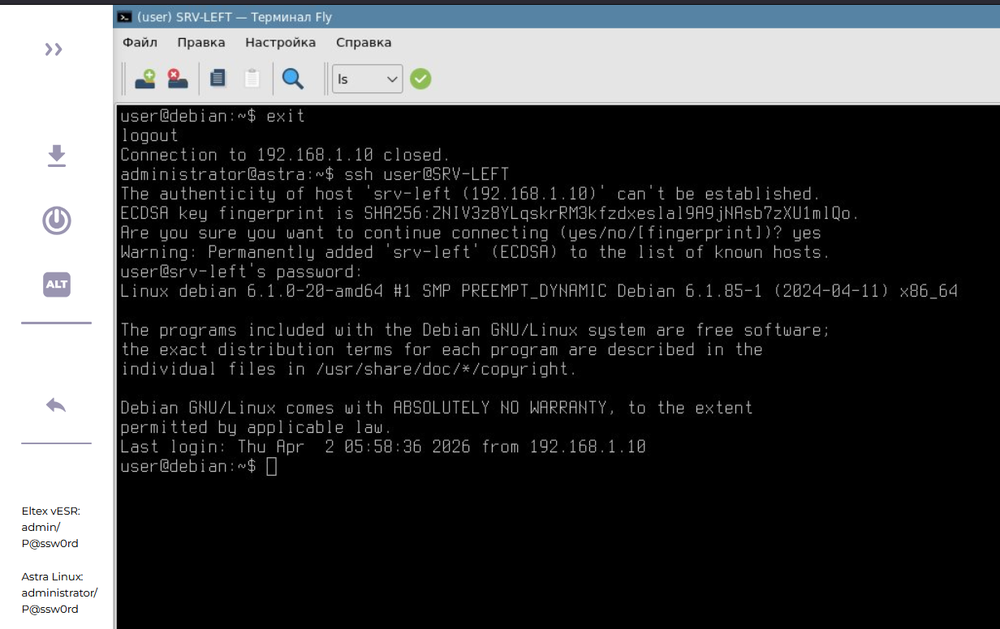 (user) SRV-LEFT — Терминал Fly
Файл Правка Настройка Справка
ls
user@debian:~$ exit
logout
Connection to 192.168.1.10 closed.
administrator@astra:~$ ssh user@SRV-LEFT
The authenticity of host 'srv-left (192.168.1.10)' can't be established.
ECDSA key fingerprint is SHA256:ZNIV3z8YLqskrRM3kfzdxeslal9A9jNAsb7zXU1mlQo.
Are you sure you want to continue connecting (yes/no/[fingerprint])? yes
Warning: Permanently added 'srv-left' (ECDSA) to the list of known hosts.
user@srv-left's password:
Linux debian 6.1.0-20-amd64 #1 SMP PREEMPT_DYNAMIC Debian 6.1.85-1 (2024-04-11) x86_64
The programs included with the Debian GNU/Linux system are free software;
the exact distribution terms for each program are described in the
individual files in /usr/share/doc/*/copyright.
Debian GNU/Linux comes with ABSOLUTELY NO WARRANTY, to the extent
permitted by applicable law.
Last login: Thu Apr  2 05:58:36 2026 from 192.168.1.10
user@debian:~$
ALT
Eltex vESR:
admin/
P@ssw0rd
Astra Linux:
administrator/
P@ssw0rd